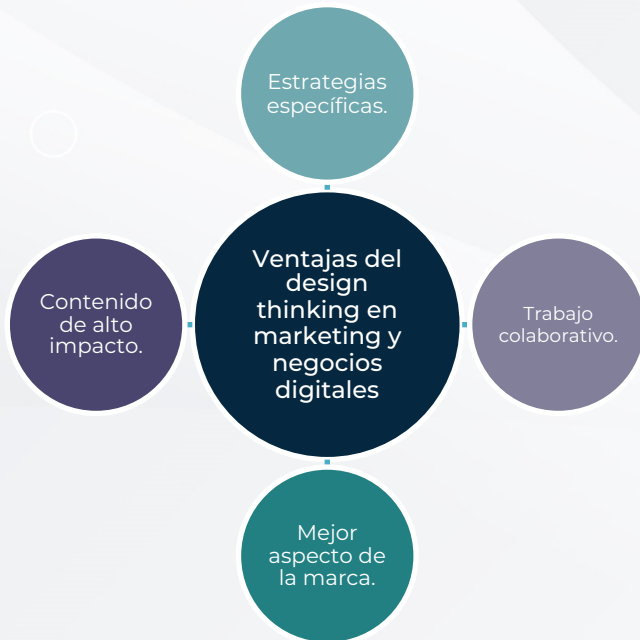 Estrategias
específicas.
Ventajas del
design
thinking en
marketing y
negocios
digitales
Contenido
de alto
impacto.
Trabajo
colaborativo.
Mejor
aspecto de
la marca.